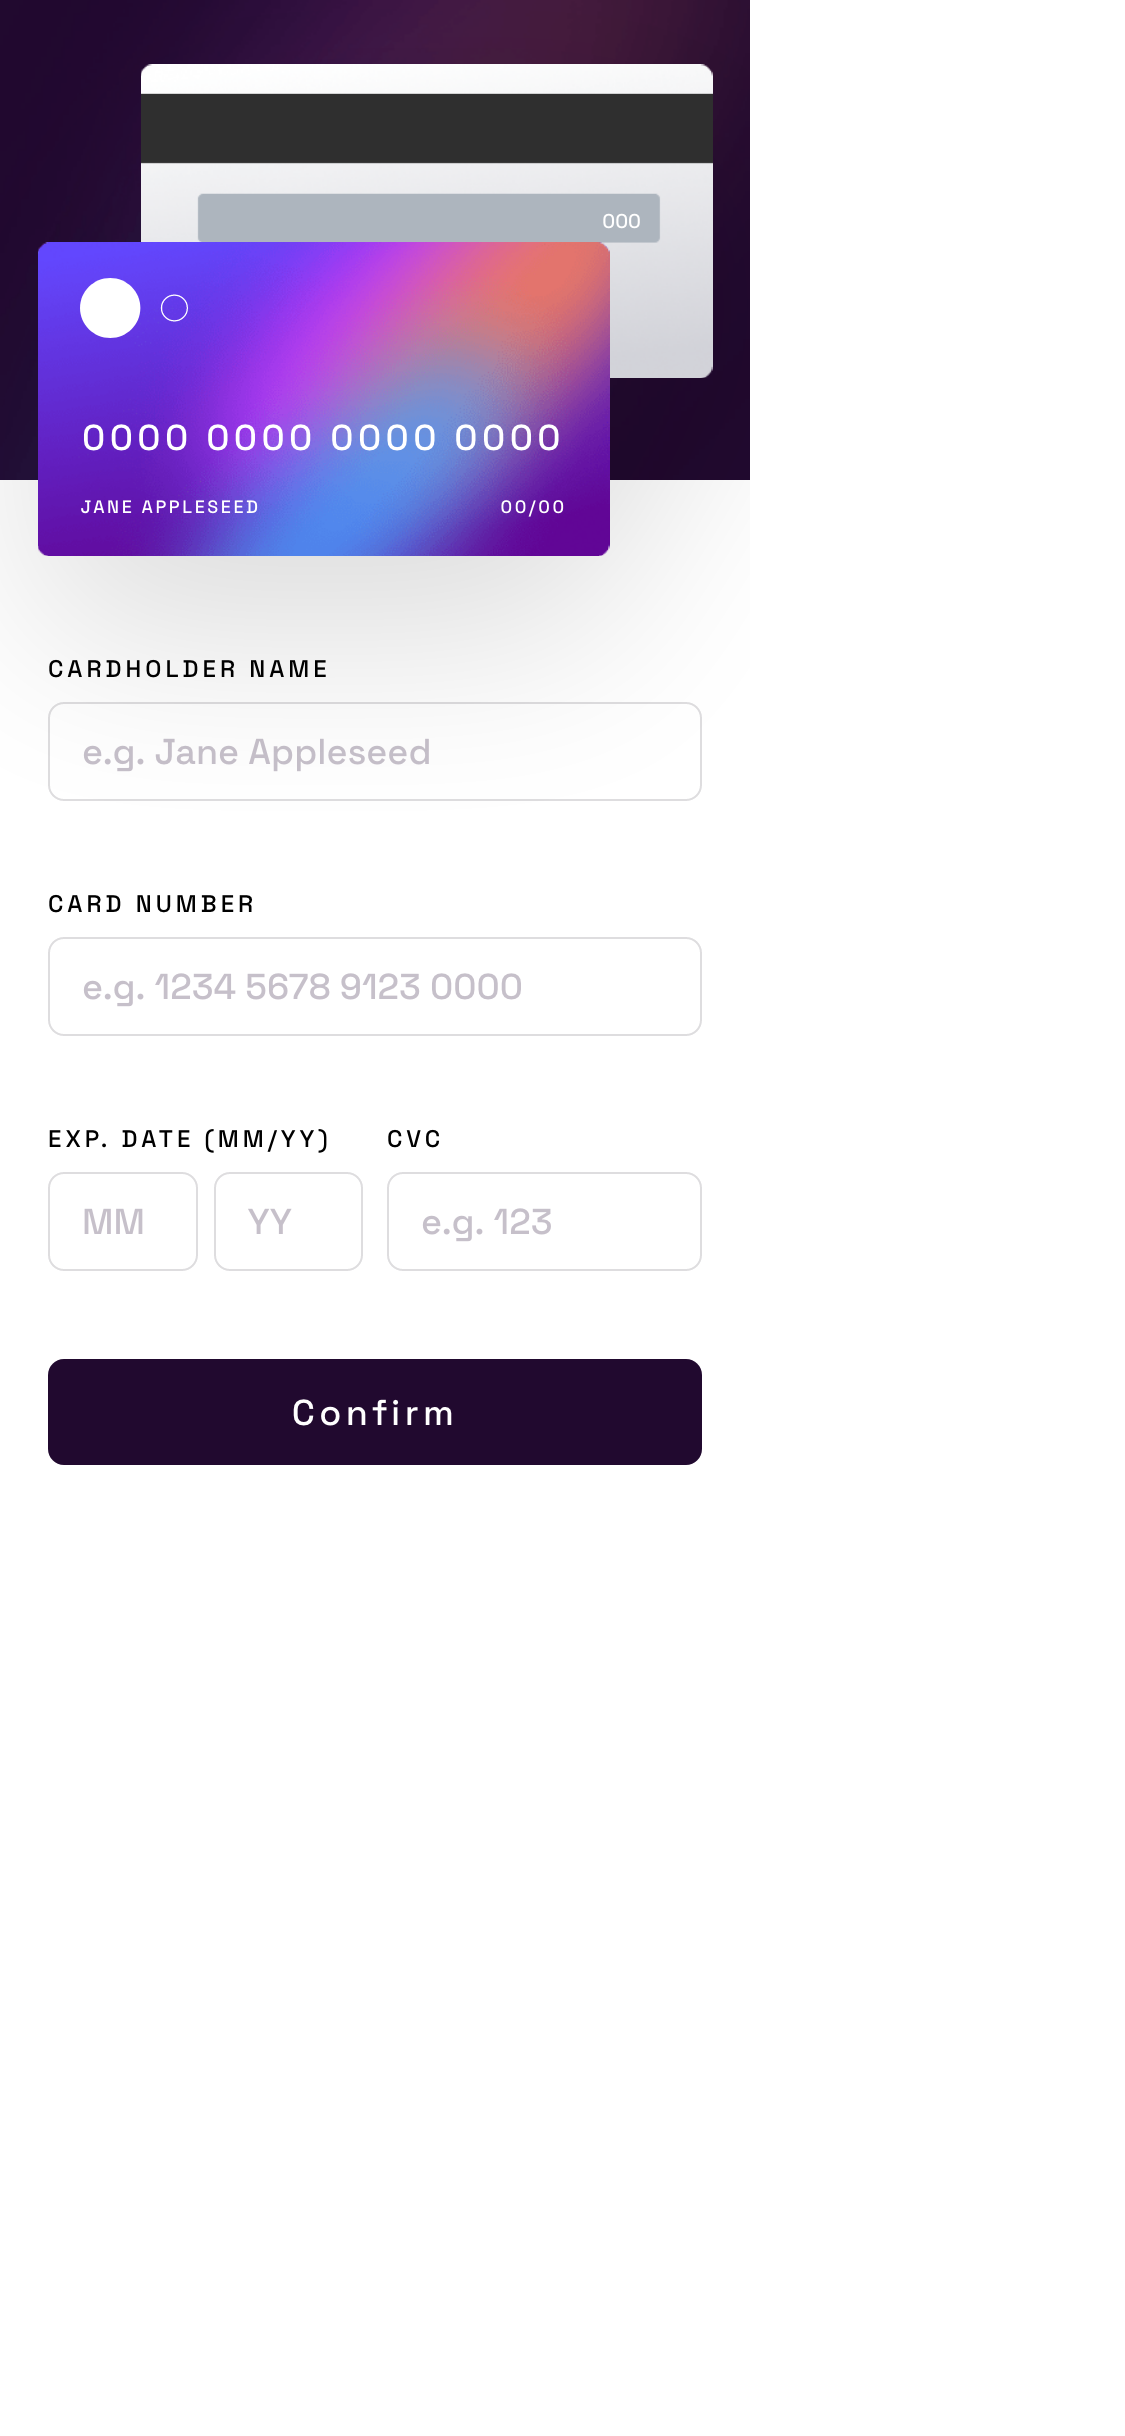 000
0000 0000 0000 0000
JANE APPLESEED 00/00
CARDHOLDER NAME
e.g. Jane Appleseed
CARD NUMBER
e.g. 1234 5678 9123 0000
EXP. DATE (MM/YY) CVC
MM YY e.g. 123
Confirm